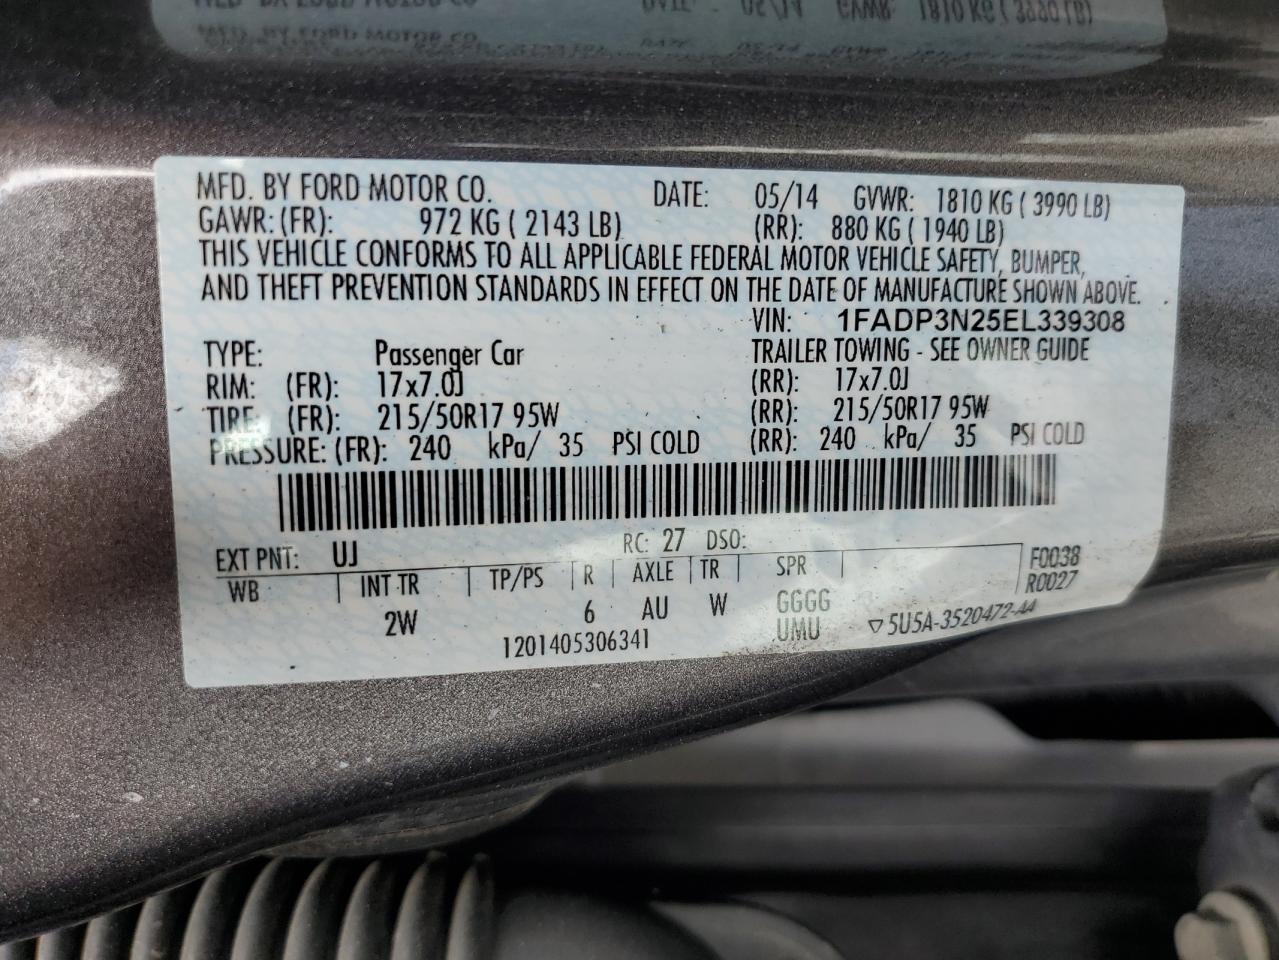 MFD. BY FORD MOTOR CO. DATE: 05/14 GVWR: 1810 KG ( 3990 LB)
GAWR: (FR): 972 KG ( 2143 LB) (RR): 880 KG ( 1940 LB)
THIS VEHICLE CONFORMS TO ALL APPLICABLE FEDERAL MOTOR VEHICLE SAFETY, BUMPER,
AND THEFT PREVENTION STANDARDS IN EFFECT ON THE DATE OF MANUFACTURE SHOWN ABOVE.
VIN: 1FADP3N25EL339308
TYPE: Passenger Car TRAILER TOWING - SEE OWNER GUIDE
RIM: (FR): 17x7.0J (RR): 17x7.0J
TIRE: (FR): 215/50R17 95W (RR): 215/50R17 95W
PRESSURE: (FR): 240 kPa/ 35 PSI COLD (RR): 240 kPa/ 35 PSI COLD
EXT PNT: UJ RC: 27 DSO:
WB INT TR TP/PS R AXLE TR SPR F0038
R0027
2W 6 AU W GGGG
UMU 5U5A-3520472-AA
1201405306341